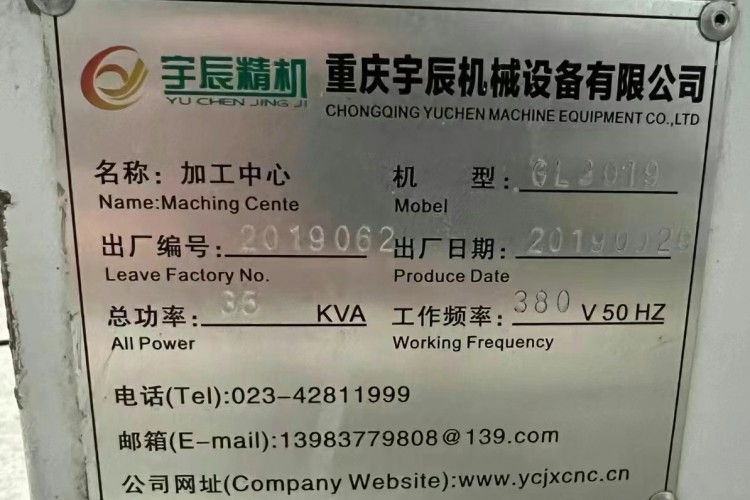 宇辰精机 重庆宇辰机械设备有限公司
YU CHEN JING JI CHONGQING YUCHEN MACHINE EQUIPMENT CO.,LTD
名称：加工中心 机 型：
Name:Maching Cente Mobel
出厂编号：2019062 出厂日期：
Leave Factory No. Produce Date
总功率：35 KVA 工作频率：380 V 50 HZ
All Power Working Frequency
电话(Tel):023-42811999
邮箱(E-mail):13983779808@139.com
公司网址(Company Website):www.ycjxcnc.cn